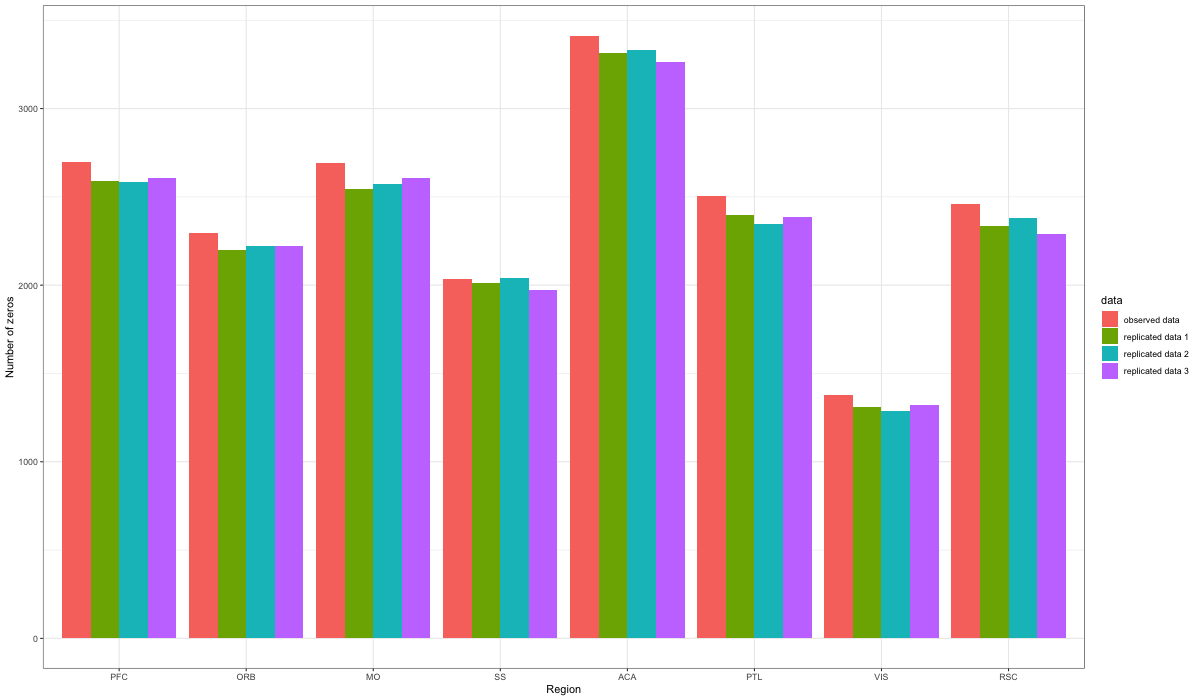 Number of zeros
3000
2000
1000
0
PFC ORB MO SS ACA PTL VIS RSC
Region
data
observed data
replicated data 1
replicated data 2
replicated data 3